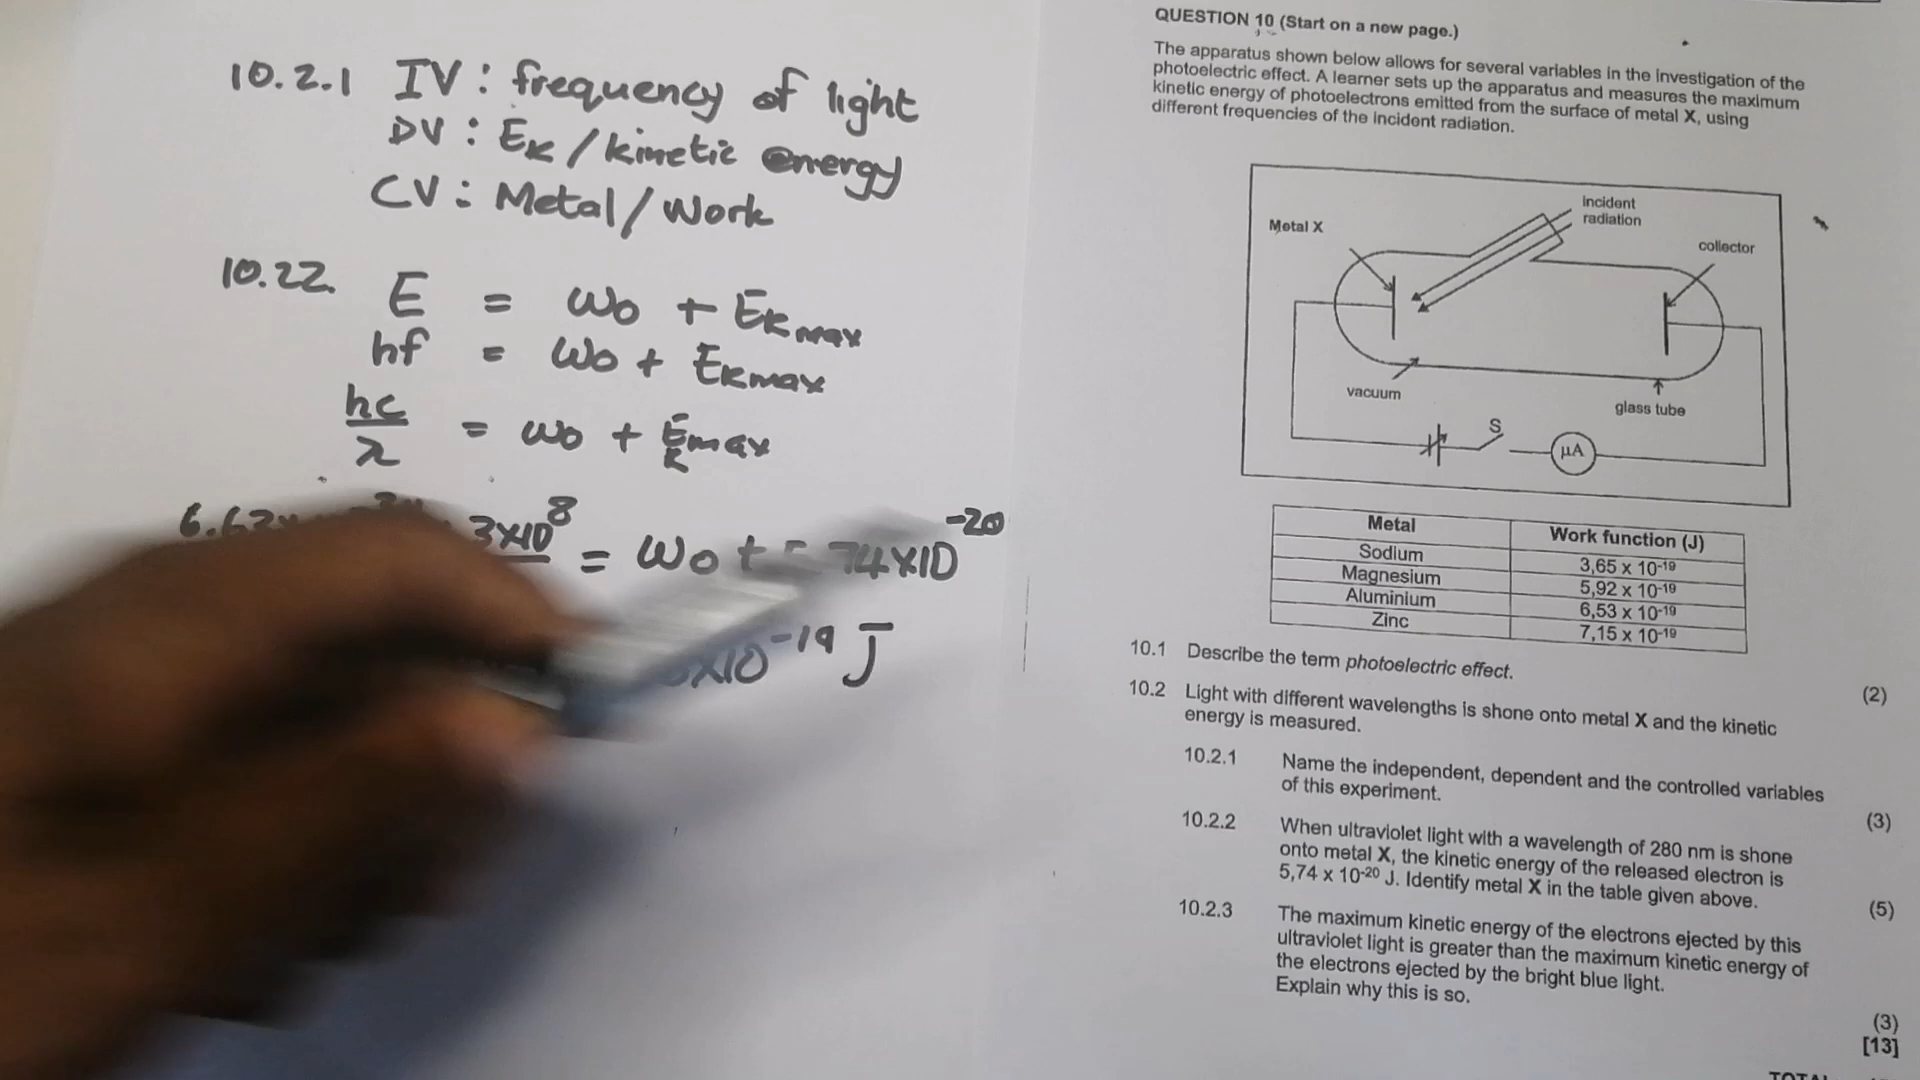 10.2.1 IV : frequency of light
DV : EK / kinetic energy
CV : Metal / Work
10.22. E = Wo + EKmax
hf = Wo + EKmax
hc/λ = Wo + EKmax
3x10^8 = Wo + 74x10^-20
x10^-19 J
QUESTION 10 (Start on a new page.)
The apparatus shown below allows for several variables in the investigation of the
photoelectric effect. A learner sets up the apparatus and measures the maximum
kinetic energy of photoelectrons emitted from the surface of metal X, using
different frequencies of the incident radiation.
incident
radiation
Metal X
collector
vacuum
glass tube
S
µA
Metal Work function (J)
Sodium 3,65 x 10^-19
Magnesium 5,92 x 10^-19
Aluminium 6,53 x 10^-19
Zinc 7,15 x 10^-19
10.1 Describe the term photoelectric effect. (2)
10.2 Light with different wavelengths is shone onto metal X and the kinetic
energy is measured.
10.2.1 Name the independent, dependent and the controlled variables
of this experiment. (3)
10.2.2 When ultraviolet light with a wavelength of 280 nm is shone
onto metal X, the kinetic energy of the released electron is
5,74 x 10^-20 J. Identify metal X in the table given above. (5)
10.2.3 The maximum kinetic energy of the electrons ejected by this
ultraviolet light is greater than the maximum kinetic energy of
the electrons ejected by the bright blue light.
Explain why this is so. (3)
[13]